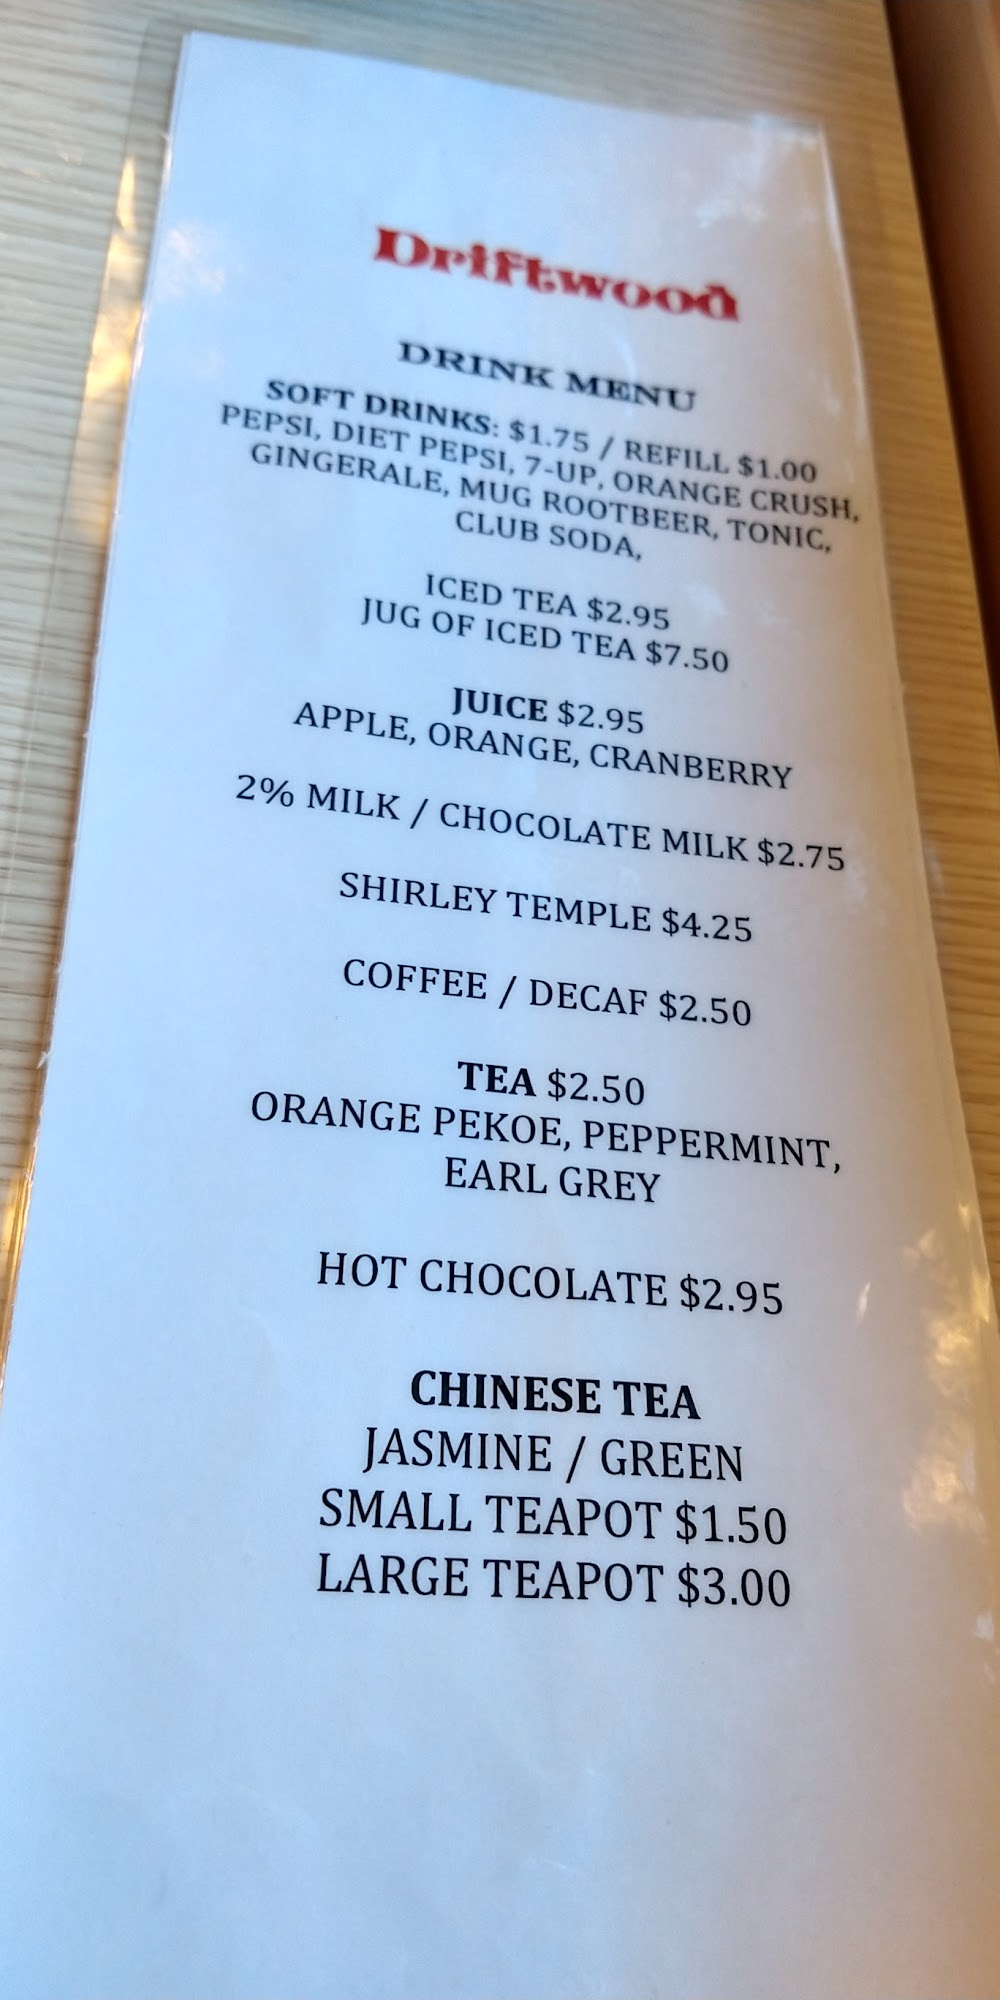 Driftwood
DRINK MENU
SOFT DRINKS: $1.75 / REFILL $1.00
PEPSI, DIET PEPSI, 7-UP, ORANGE CRUSH,
GINGERALE, MUG ROOTBEER, TONIC,
CLUB SODA,
ICED TEA $2.95
JUG OF ICED TEA $7.50
JUICE $2.95
APPLE, ORANGE, CRANBERRY
2% MILK / CHOCOLATE MILK $2.75
SHIRLEY TEMPLE $4.25
COFFEE / DECAF $2.50
TEA $2.50
ORANGE PEKOE, PEPPERMINT,
EARL GREY
HOT CHOCOLATE $2.95
CHINESE TEA
JASMINE / GREEN
SMALL TEAPOT $1.50
LARGE TEAPOT $3.00